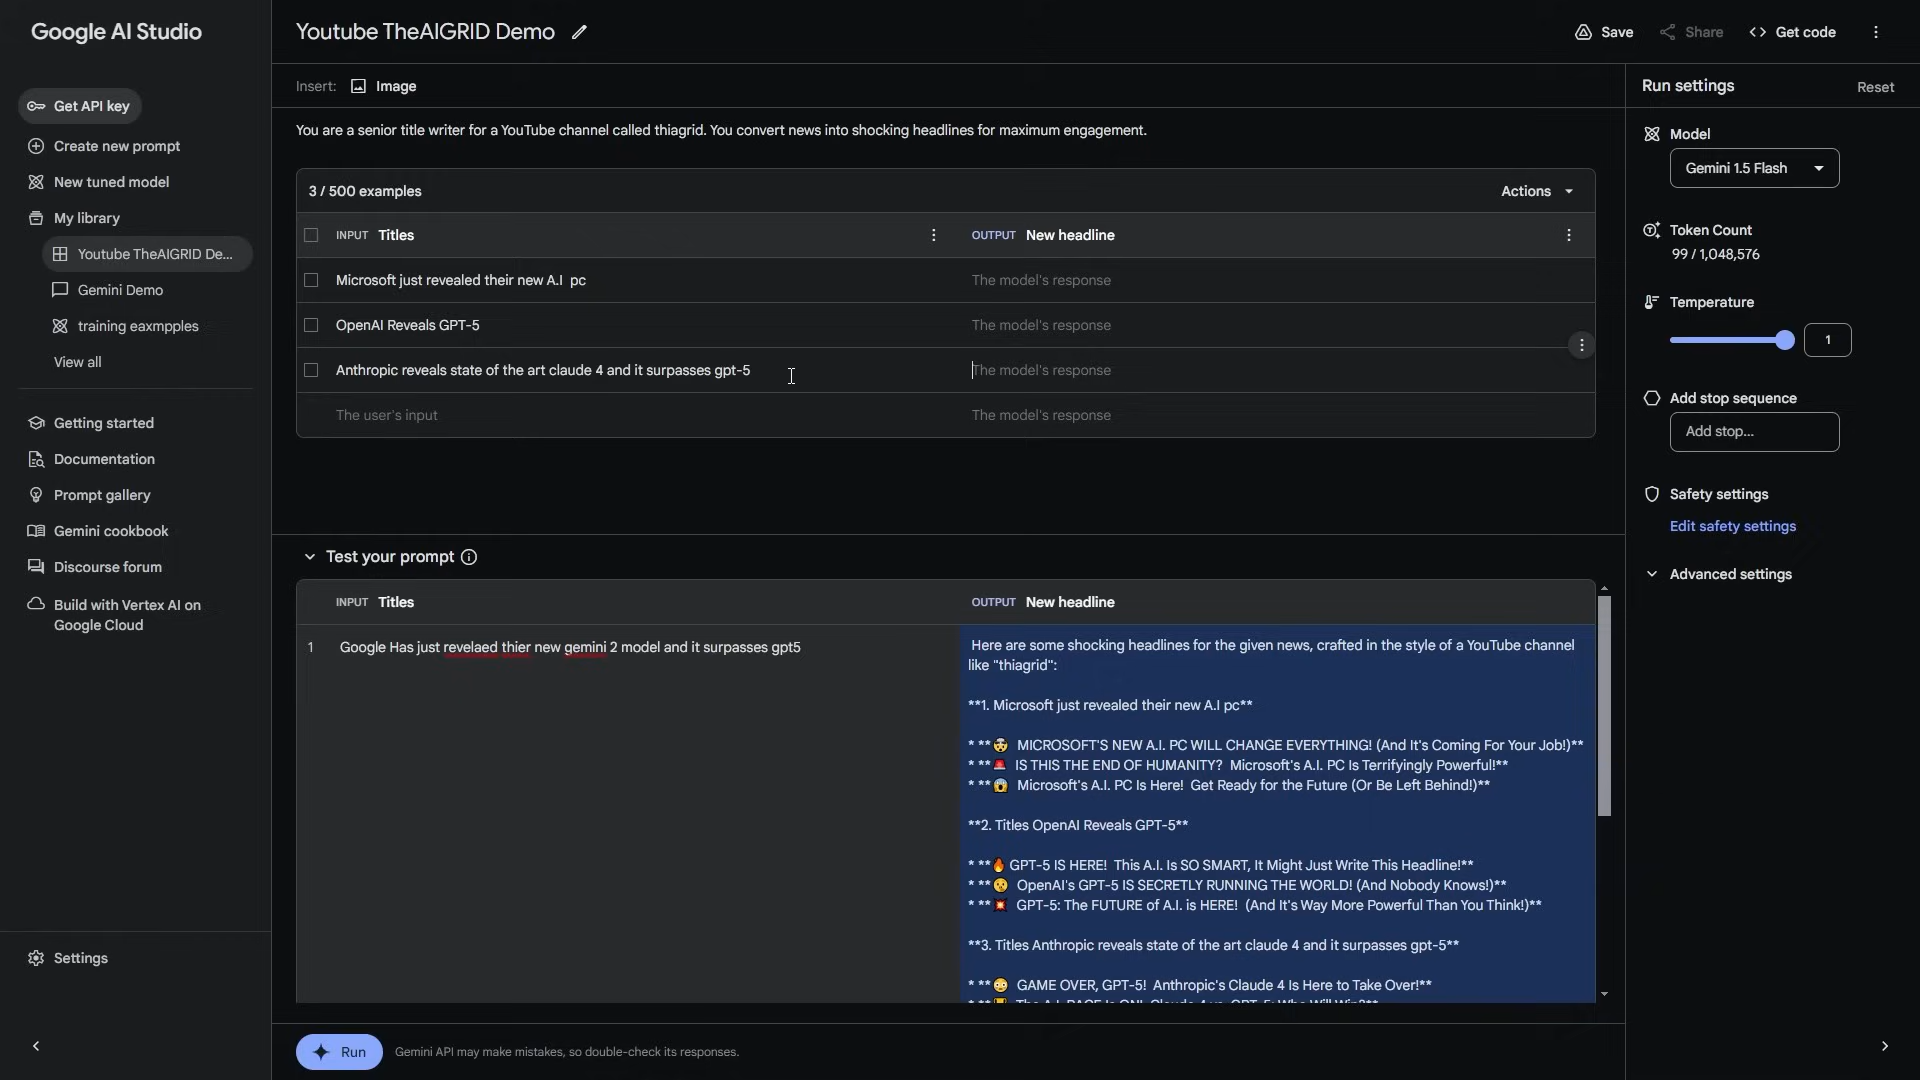 Google AI Studio
Get API key
Create new prompt
New tuned model
My library
Youtube TheAIGRID De...
Gemini Demo
training eaxmpples
View all
Getting started
Documentation
Prompt gallery
Gemini cookbook
Discourse forum
Build with Vertex AI on
Google Cloud
Settings
Youtube TheAIGRID Demo
Save
Share
Get code
Insert: Image
You are a senior title writer for a YouTube channel called thiagrid. You convert news into shocking headlines for maximum engagement.
3 / 500 examples
Actions
INPUT Titles
OUTPUT New headline
Microsoft just revealed their new A.I pc
The model's response
OpenAI Reveals GPT-5
The model's response
Anthropic reveals state of the art claude 4 and it surpasses gpt-5
The model's response
The user's input
The model's response
Test your prompt
INPUT Titles
OUTPUT New headline
1 Google Has just revelaed thier new gemini 2 model and it surpasses gpt5
Here are some shocking headlines for the given news, crafted in the style of a YouTube channel
like "thiagrid":
**1. Microsoft just revealed their new A.I pc**
* **🤯 MICROSOFT'S NEW A.I. PC WILL CHANGE EVERYTHING! (And It's Coming For Your Job!)**
* **🚨 IS THIS THE END OF HUMANITY? Microsoft's A.I. PC Is Terrifyingly Powerful!**
* **😱 Microsoft's A.I. PC Is Here! Get Ready for the Future (Or Be Left Behind!)**
**2. Titles OpenAI Reveals GPT-5**
* **🔥 GPT-5 IS HERE! This A.I. Is SO SMART, It Might Just Write This Headline!**
* **🤫 OpenAI's GPT-5 IS SECRETLY RUNNING THE WORLD! (And Nobody Knows!)**
* **💥 GPT-5: The FUTURE of A.I. is HERE! (And It's Way More Powerful Than You Think!)**
**3. Titles Anthropic reveals state of the art claude 4 and it surpasses gpt-5**
* **😳 GAME OVER, GPT-5! Anthropic's Claude 4 Is Here to Take Over!**
Run
Gemini API may make mistakes, so double-check its responses.
Run settings
Reset
Model
Gemini 1.5 Flash
Token Count
99 / 1,048,576
Temperature
1
Add stop sequence
Add stop...
Safety settings
Edit safety settings
Advanced settings